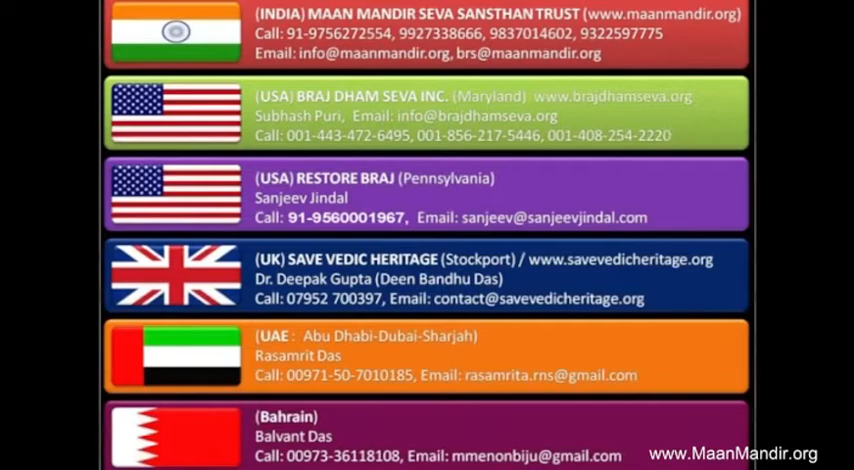 (INDIA) MAAN MANDIR SEVA SANSTHAN TRUST (www.maanmandir.org)
Call: 91-9756272554, 9927338666, 9837014602, 9322597775
Email: info@maanmandir.org, brs@maanmandir.org
(USA) BRAJ DHAM SEVA INC. (Maryland) www.brajdhamseva.org
Subhash Puri, Email: info@brajdhamseva.org
Call: 001-443-472-6495, 001-856-217-5446, 001-408-254-2220
(USA) RESTORE BRAJ (Pennsylvania)
Sanjeev Jindal
Call: 91-9560001967, Email: sanjeev@sanjeevjindal.com
(UK) SAVE VEDIC HERITAGE (Stockport) / www.savevedicheritage.org
Dr. Deepak Gupta (Deen Bandhu Das)
Call: 07952 700397, Email: contact@savevedicheritage.org
(UAE : Abu Dhabi-Dubai-Sharjah)
Rasamrit Das
Call: 00971-50-7010185, Email: rasamrita.rns@gmail.com
(Bahrain)
Balvant Das
Call: 00973-36118108, Email: mmenonbiju@gmail.com
www.MaanMandir.org